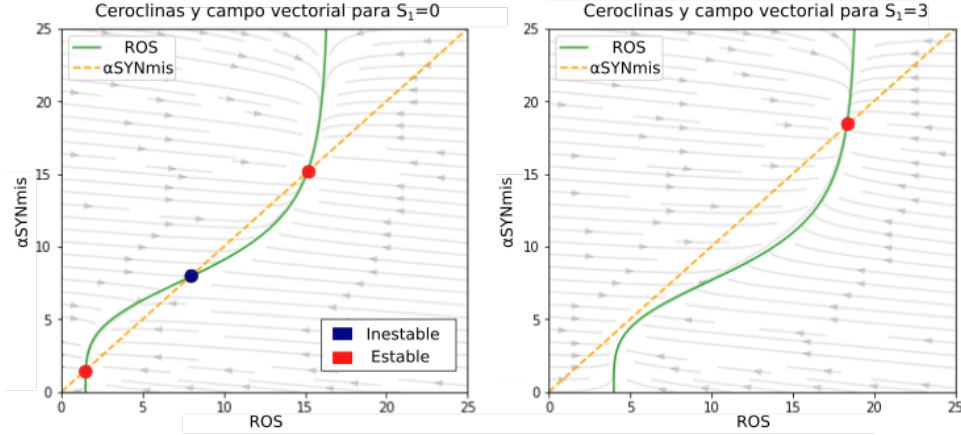 Ceroclinas y campo vectorial para S₁=0
ROS
αSYNmis
αSYNmis
25
20
15
10
5
0
0 5 10 15 20 25
ROS
Inestable
Estable
Ceroclinas y campo vectorial para S₁=3
ROS
αSYNmis
αSYNmis
25
20
15
10
5
0
0 5 10 15 20 25
ROS